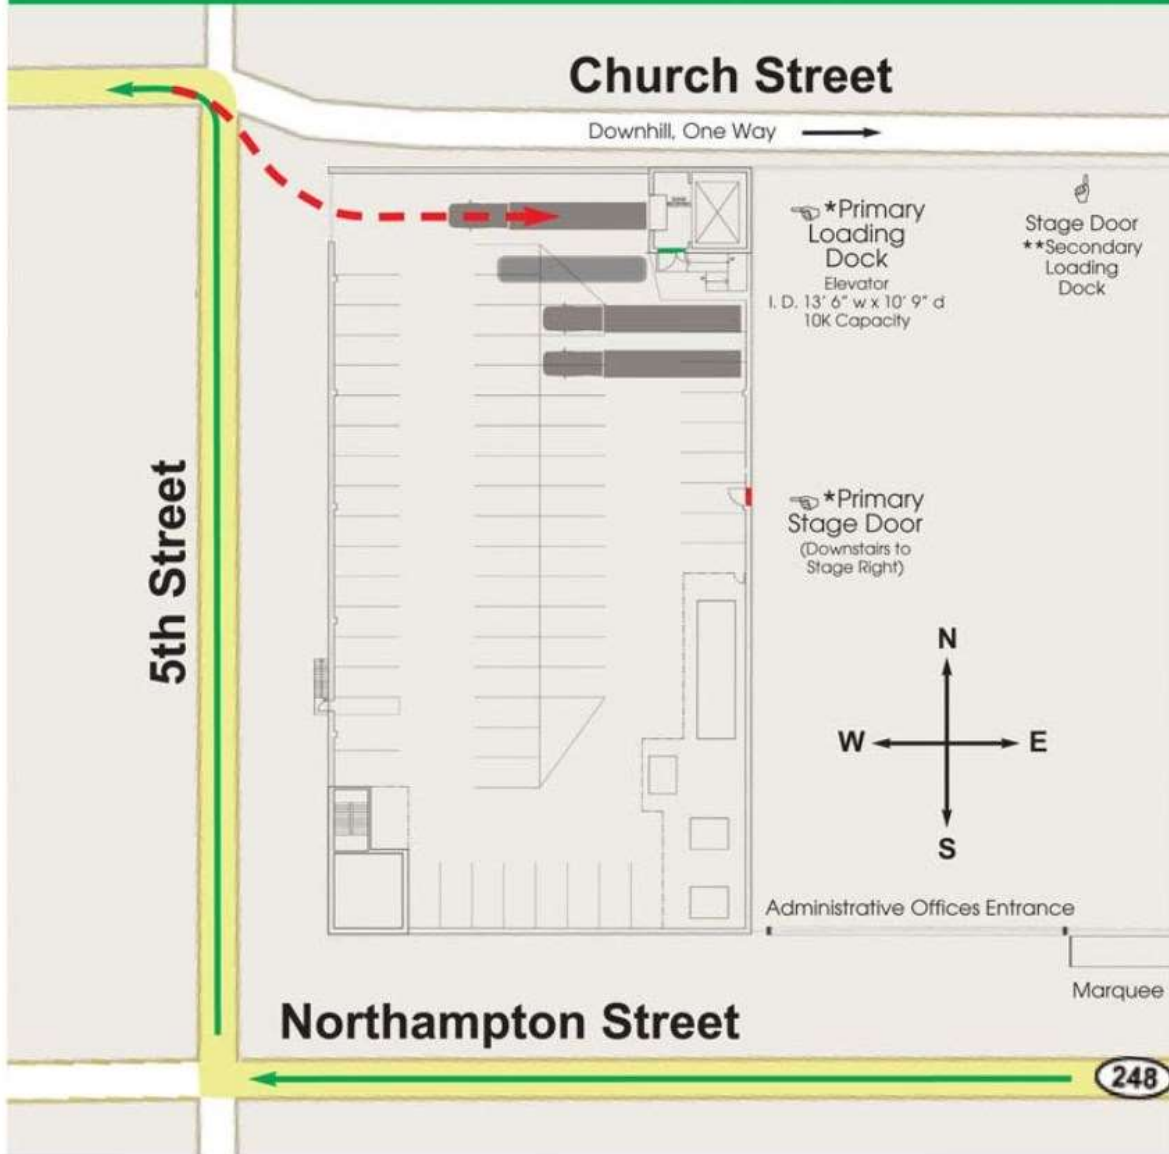 Church Street
Downhill, One Way
*Primary
Loading
Dock
Elevator
I. D. 13' 6" w x 10' 9" d
10K Capacity
Stage Door
**Secondary
Loading
Dock
5th Street
*Primary
Stage Door
(Downstairs to
Stage Right)
N
W
E
S
Administrative Offices Entrance
Marquee
Northampton Street
248